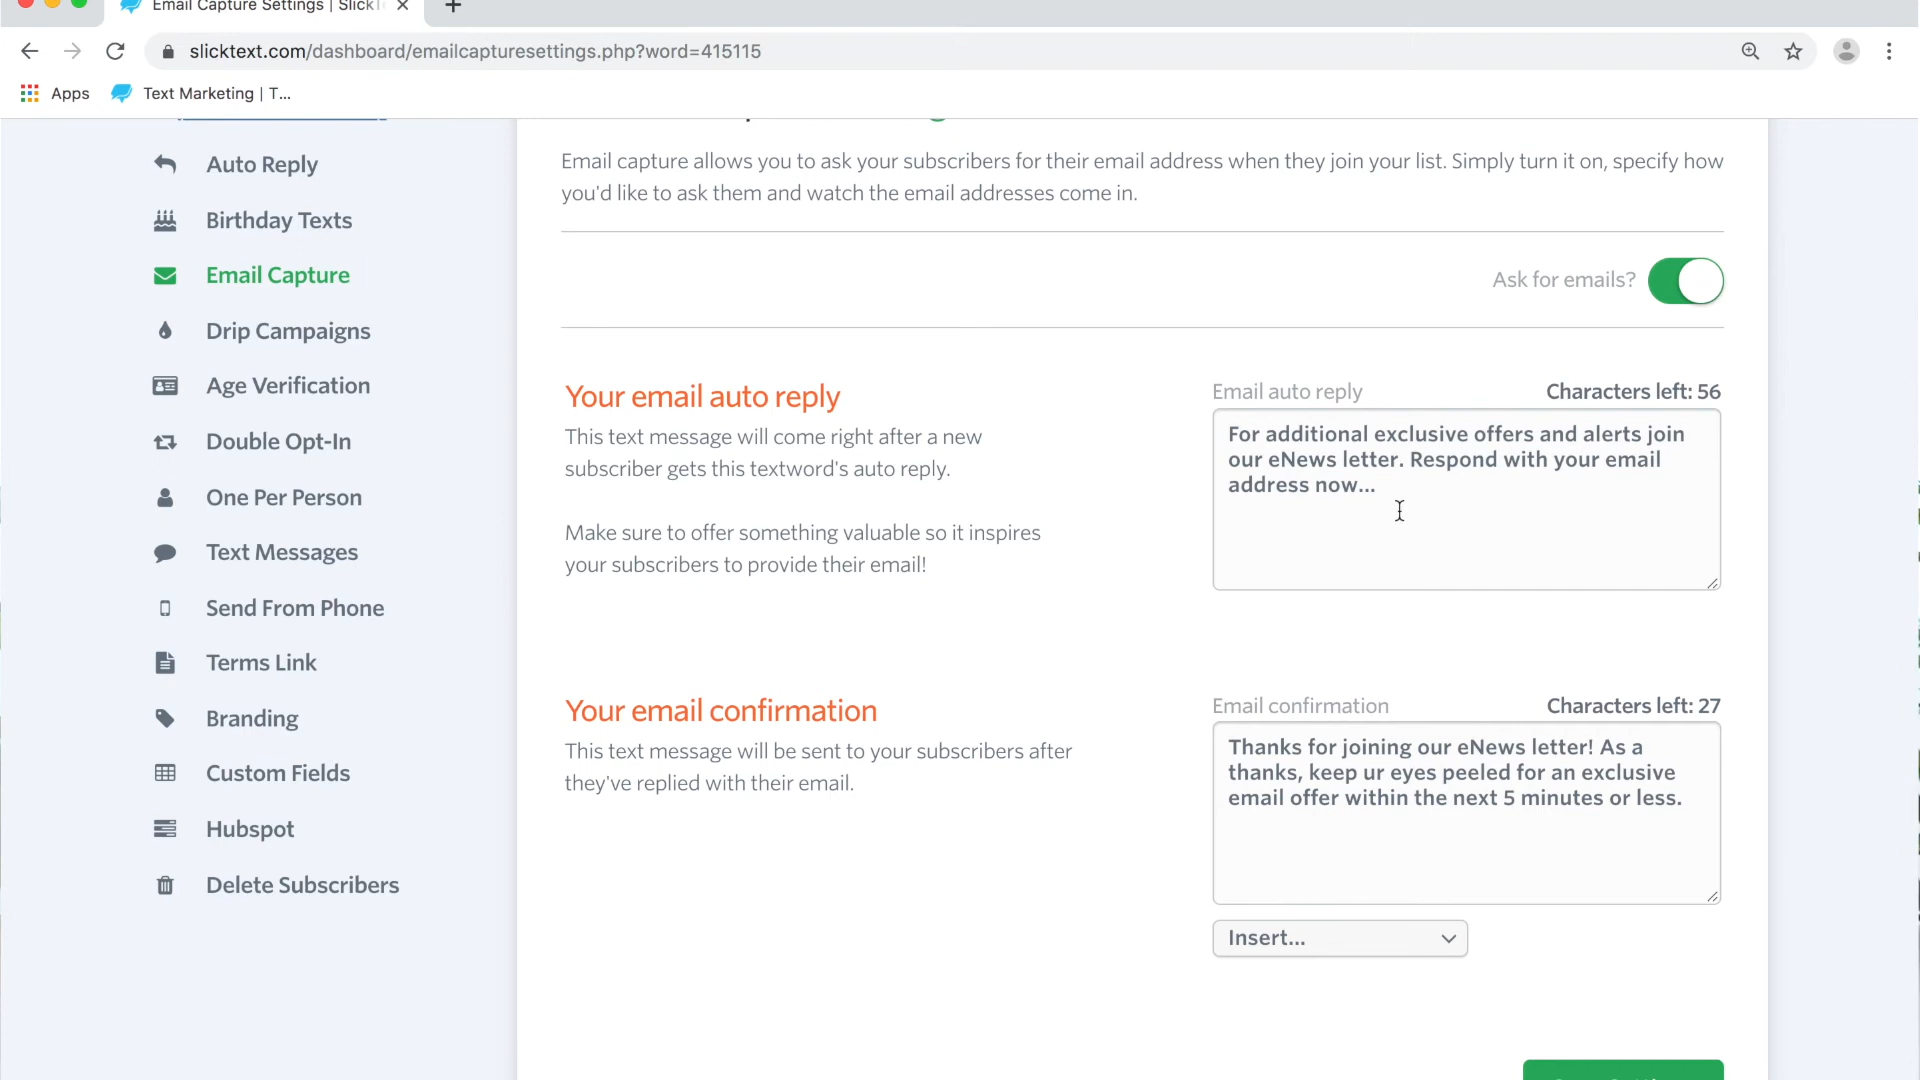 Email Capture Settings | Slick
slicktext.com/dashboard/emailcapturesettings.php?word=415115
Apps
Text Marketing | T...
Email capture allows you to ask your subscribers for their email address when they join your list. Simply turn it on, specify how
you'd like to ask them and watch the email addresses come in.
Ask for emails?
Auto Reply
Birthday Texts
Email Capture
Drip Campaigns
Age Verification
Double Opt-In
One Per Person
Text Messages
Send From Phone
Terms Link
Branding
Custom Fields
Hubspot
Delete Subscribers
Your email auto reply
This text message will come right after a new
subscriber gets this textword's auto reply.
Make sure to offer something valuable so it inspires
your subscribers to provide their email!
Email auto reply
Characters left: 56
For additional exclusive offers and alerts join
our eNews letter. Respond with your email
address now...
Your email confirmation
This text message will be sent to your subscribers after
they've replied with their email.
Email confirmation
Characters left: 27
Thanks for joining our eNews letter! As a
thanks, keep ur eyes peeled for an exclusive
email offer within the next 5 minutes or less.
Insert...